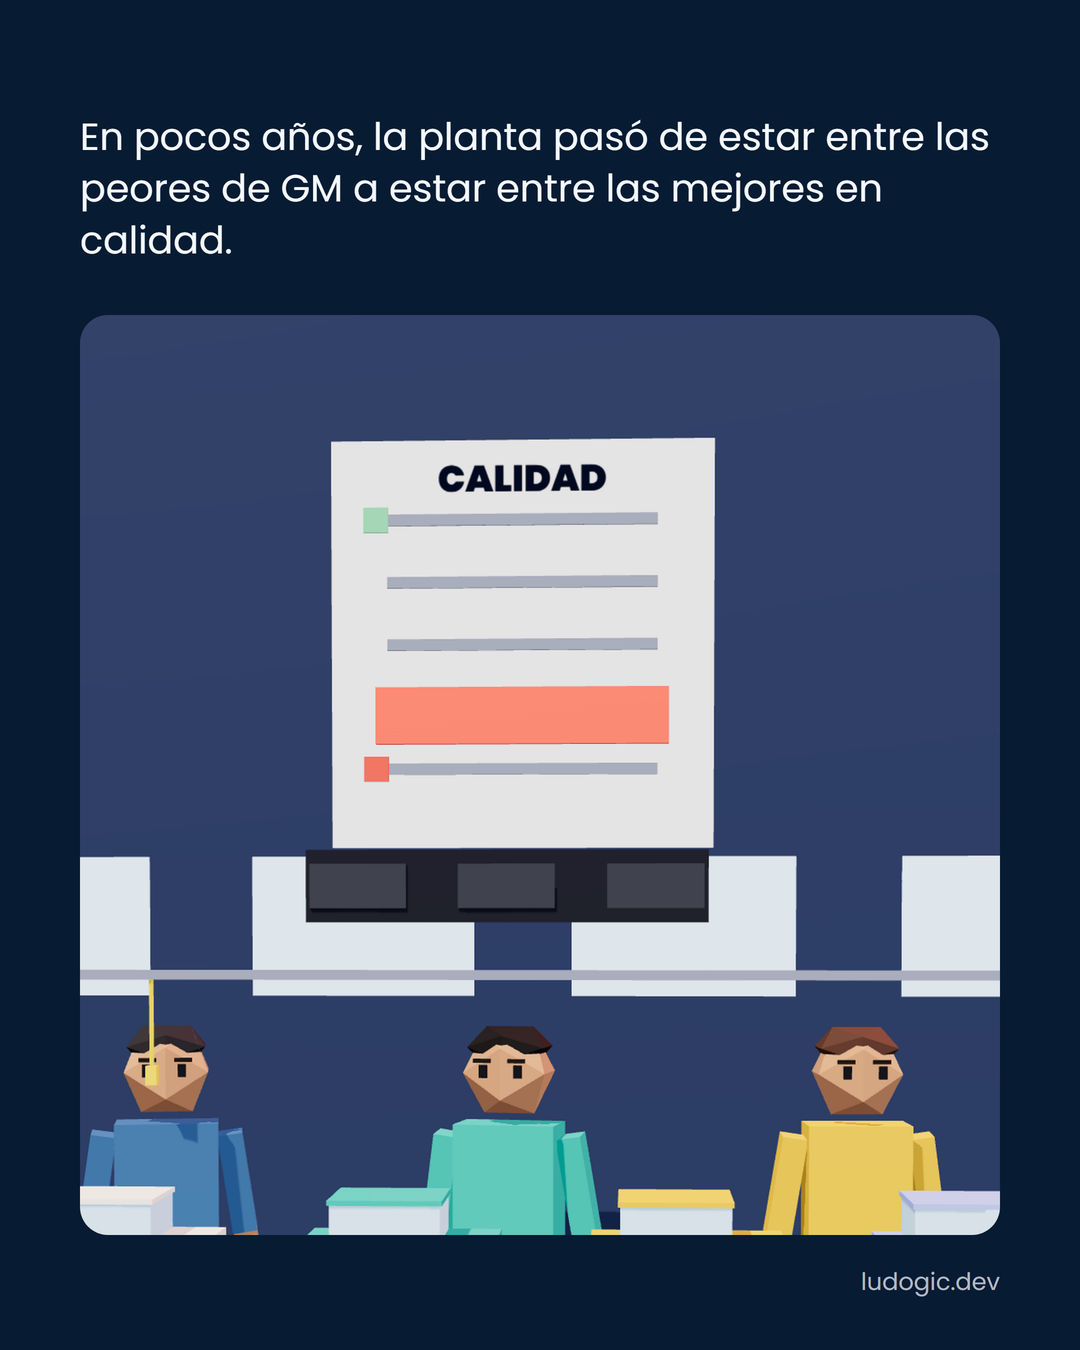 En pocos años, la planta pasó de estar entre las
peores de GM a estar entre las mejores en
calidad.
CALIDAD
ludogic.dev